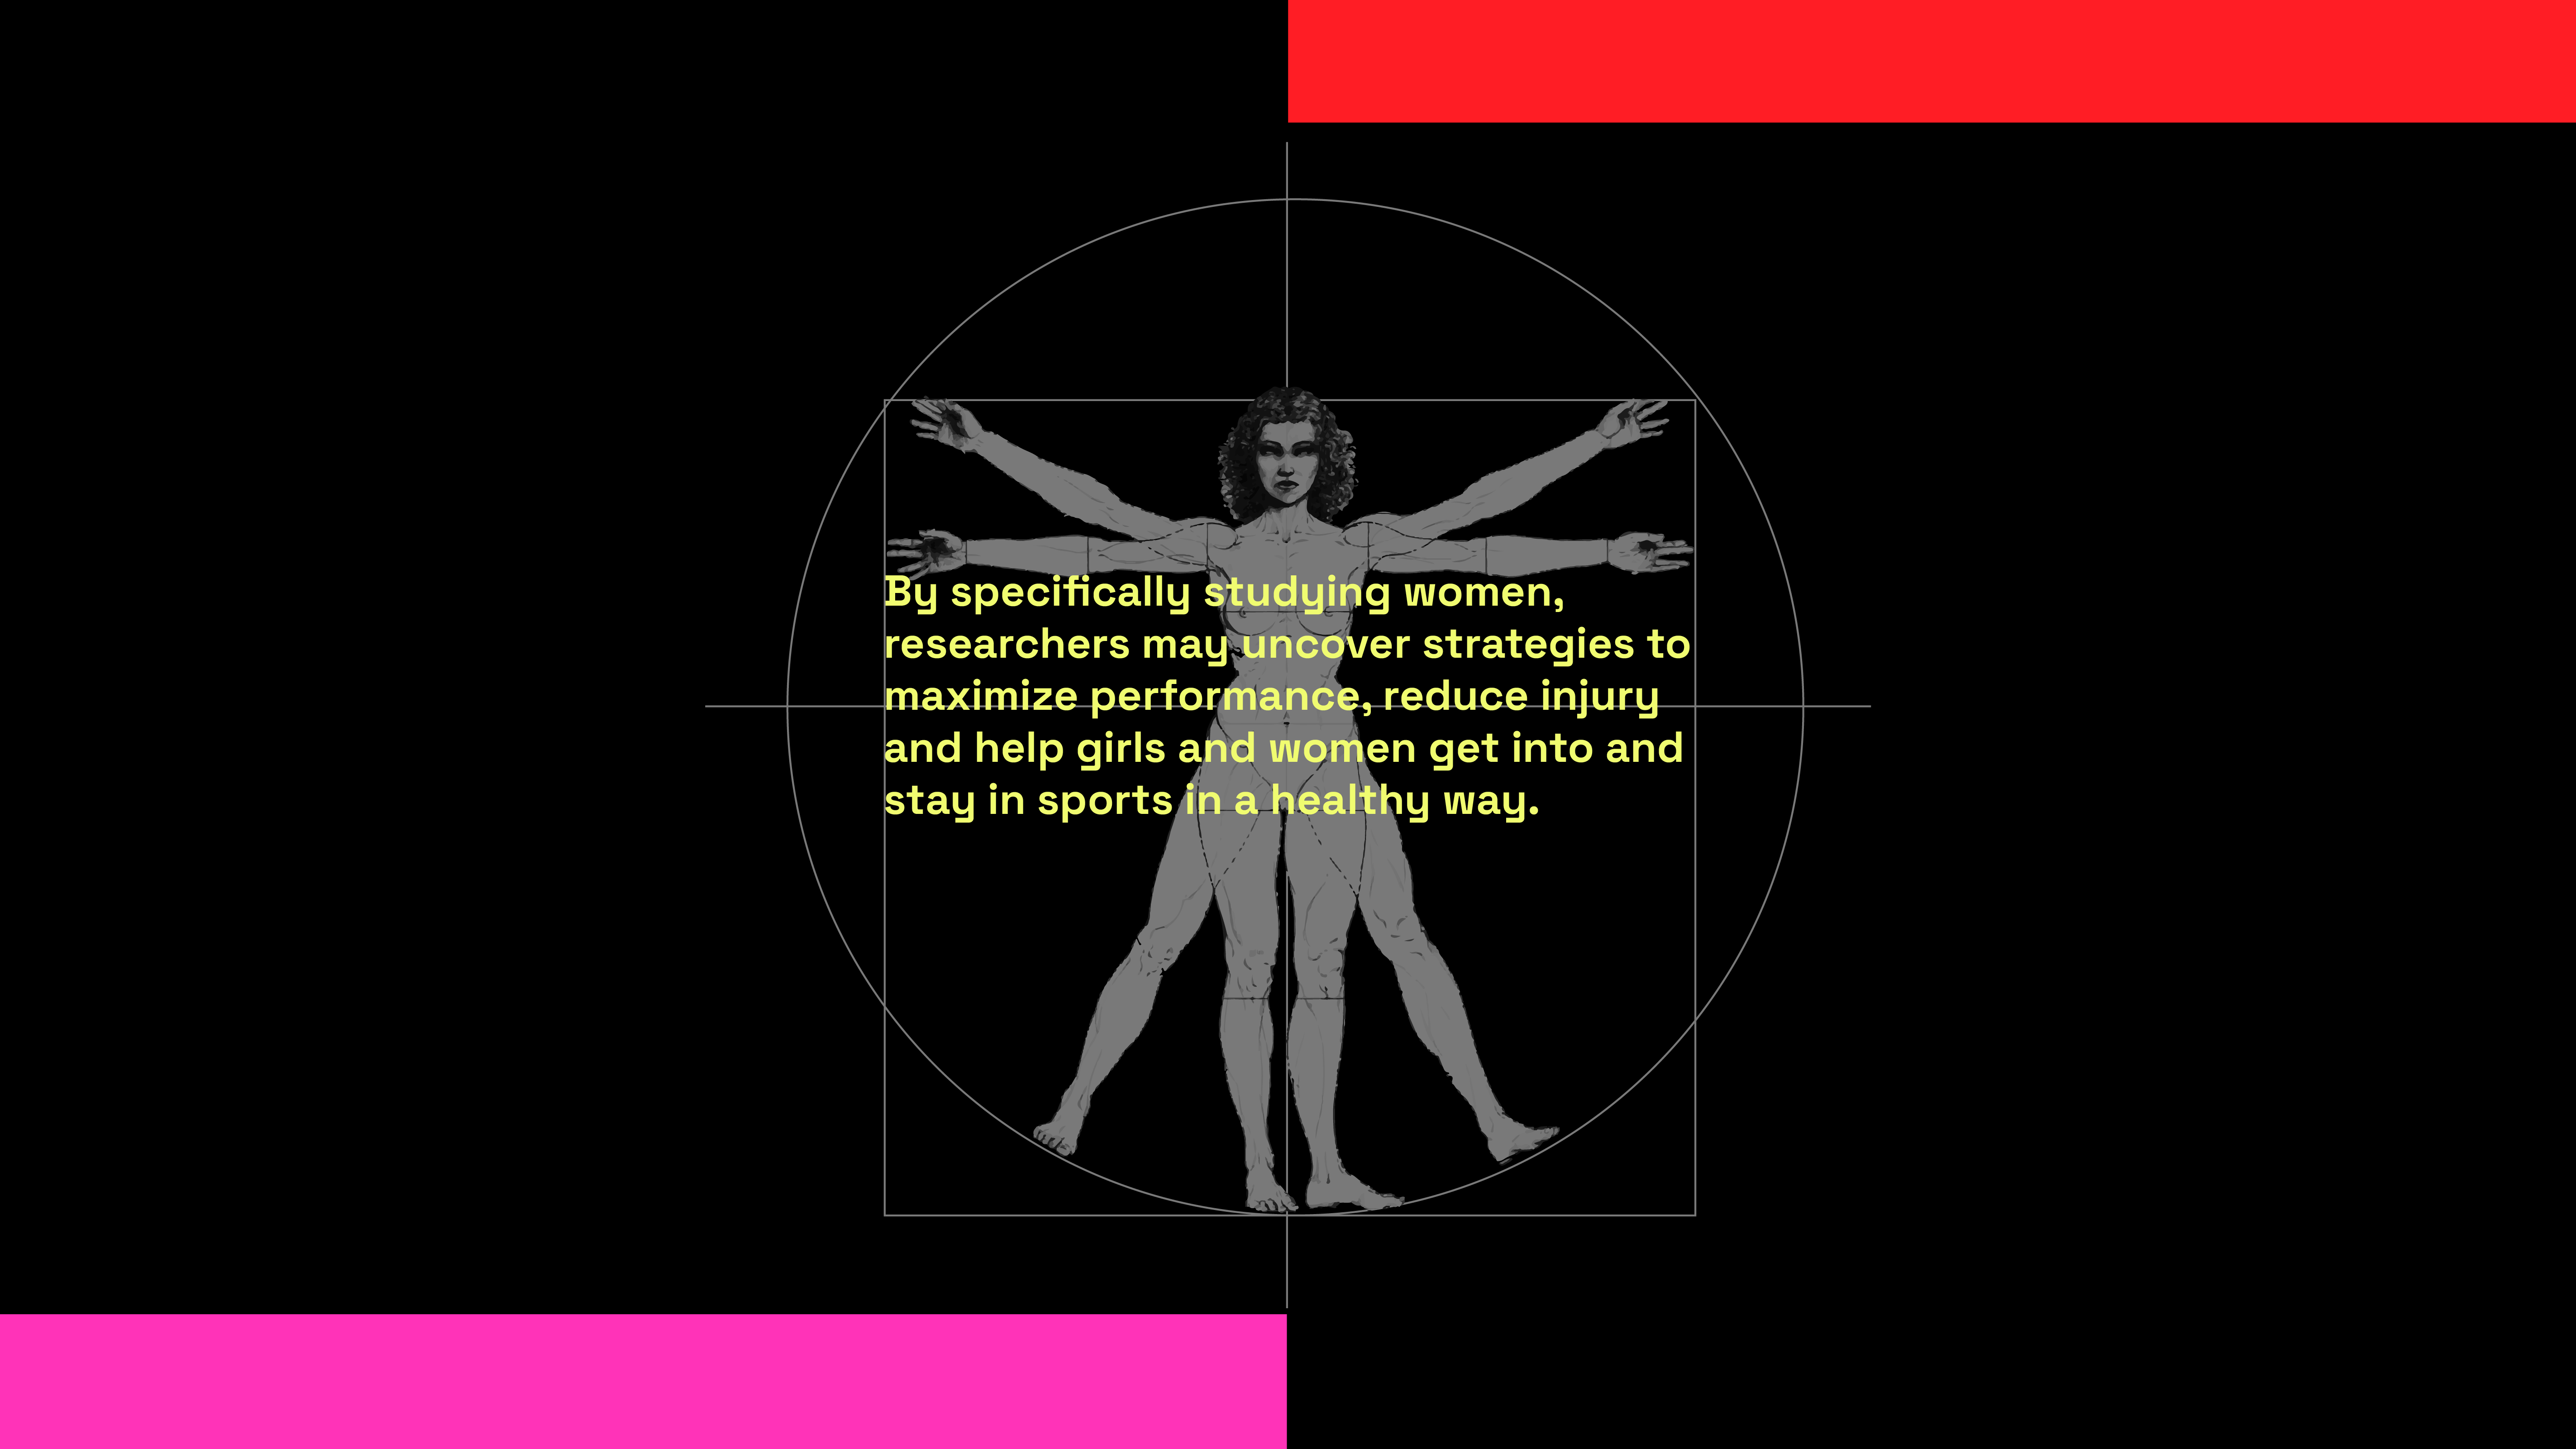 By specifically studying women,
researchers may uncover strategies to
maximize performance, reduce injury
and help girls and women get into and
stay in sports in a healthy way.